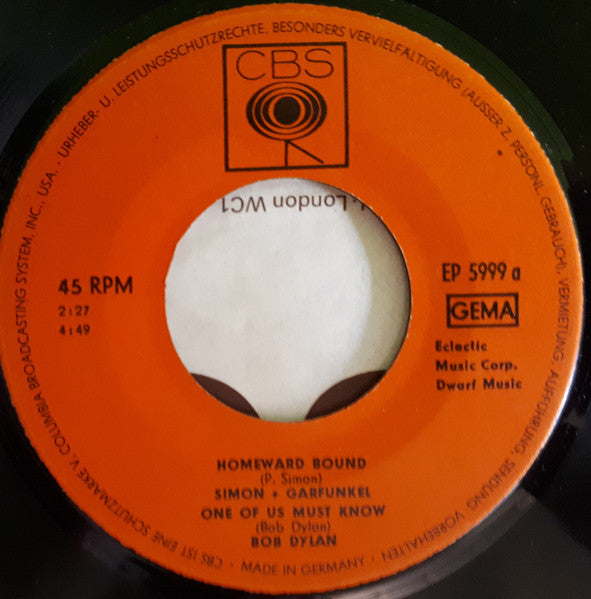 URHEBER- U. LEISTUNGSSCHUTZRECHTE, BESONDERS VERVIELFÄLTIGUNG (AUSSER Z. PERSÖNL. GEBRAUCH), VERMIETUNG, AUFFÜHRUNG, SENDUNG, VORBEHALTEN
CBS
1, London WC1
45 RPM
2:27
4:49
EP 5999 a
GEMA
Eclectic
Music Corp.
Dwarf Music
HOMEWARD BOUND
(P. Simon)
SIMON + GARFUNKEL
ONE OF US MUST KNOW
(Bob Dylan)
BOB DYLAN
• MADE IN GERMANY •
CBS IST EINE SCHUTZMARKE V. COLUMBIA BROADCASTING SYSTEM, INC., USA.